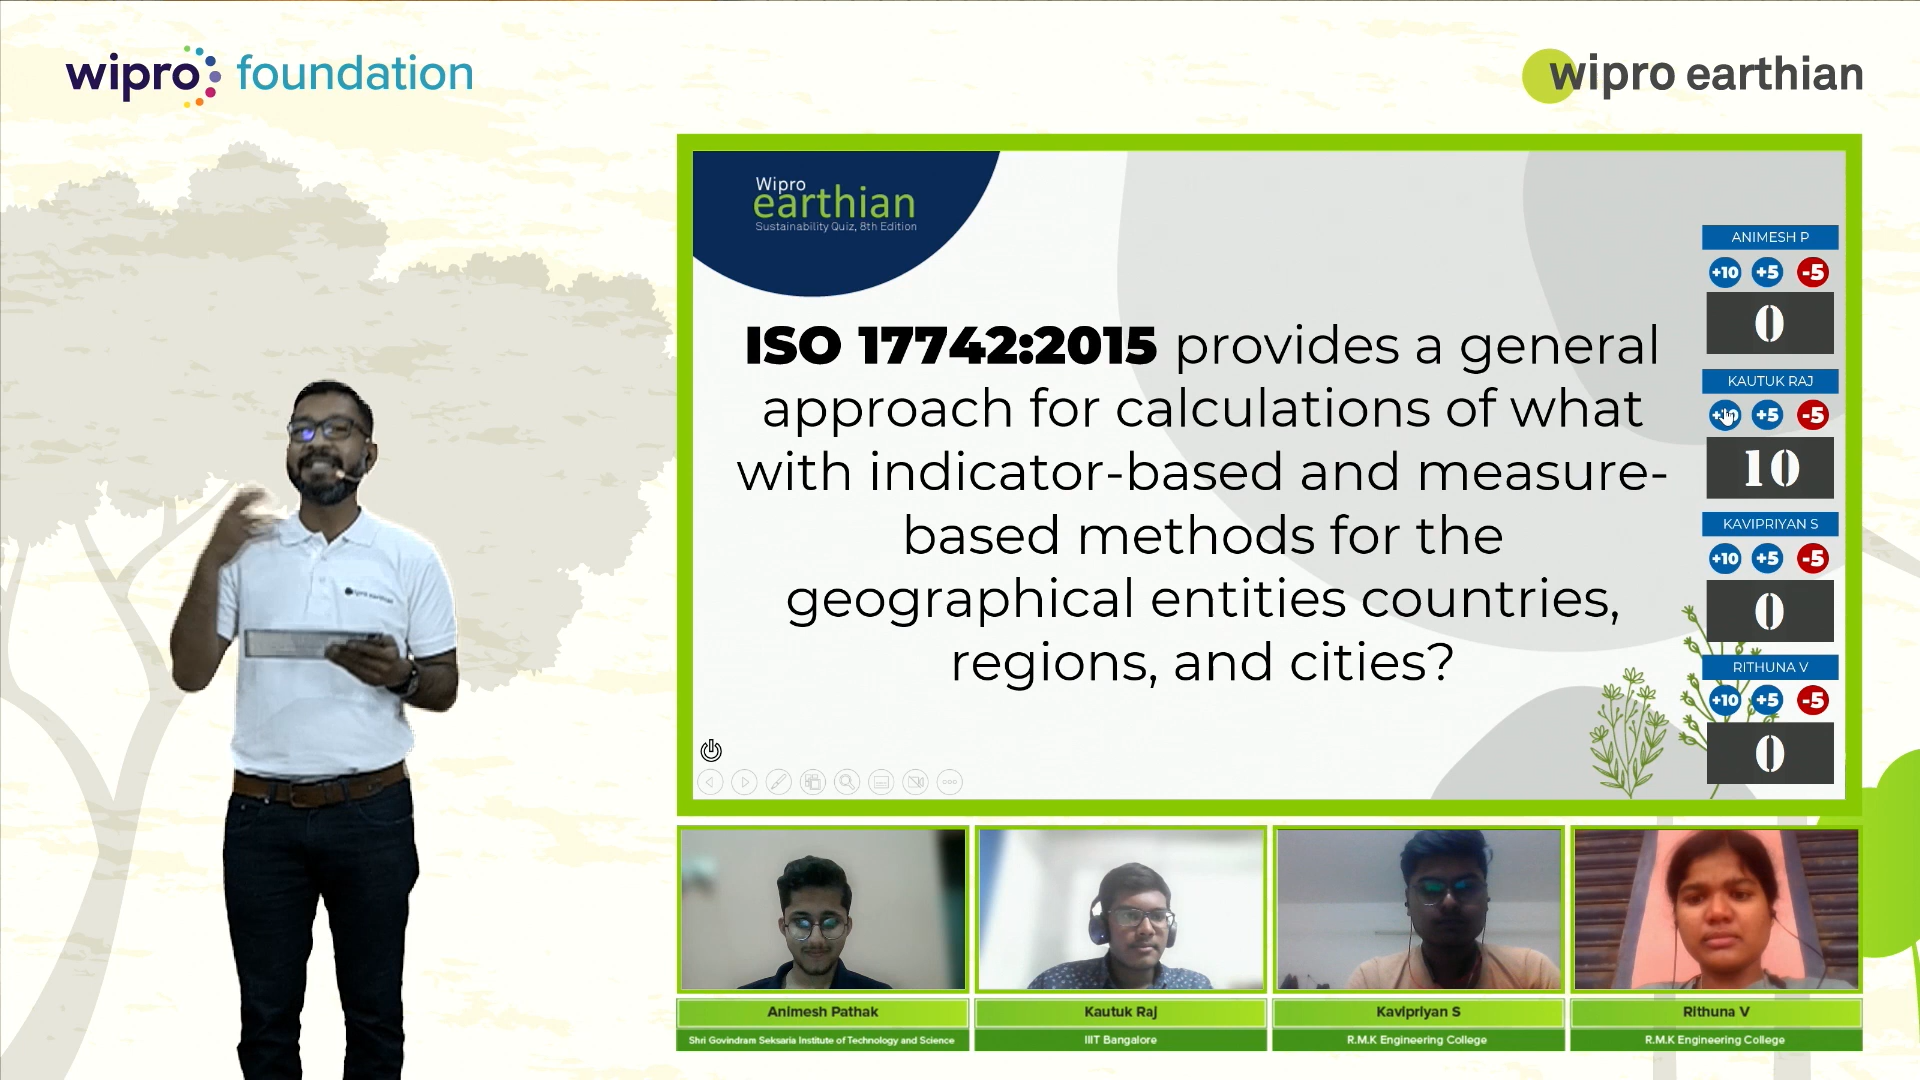 wipro foundation
wipro earthian
Wipro
earthian
Sustainability Quiz, 8th Edition
ISO 17742:2015 provides a general
approach for calculations of what
with indicator-based and measure-
based methods for the
geographical entities countries,
regions, and cities?
ANIMESH P
+10 +5 -5
0
KAUTUK RAJ
+10 +5 -5
10
KAVIPRIYAN S
+10 +5 -5
0
RITHUNA V
+10 +5 -5
0
wipro earthian
Animesh Pathak
Shri Govindram Seksaria Institute of Technology and Science
Kautuk Raj
IIIT Bangalore
Kavipriyan S
R.M.K Engineering College
Rithuna V
R.M.K Engineering College